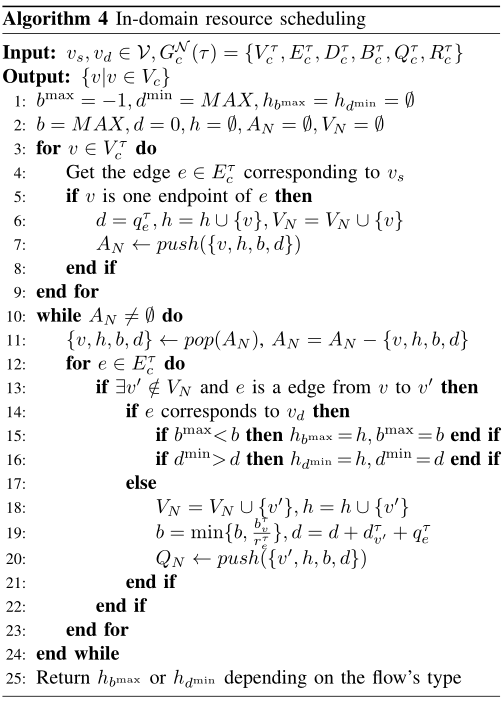 Algorithm 4 In-domain resource scheduling
Input: $v_s, v_d \in \mathcal{V}, G_c^{\mathcal{N}}(\tau) = \{V_c^\tau, E_c^\tau, D_c^\tau, B_c^\tau, Q_c^\tau, R_c^\tau\}$
Output: $\{v|v \in V_c\}$
1: $b^{\max} = -1, d^{\min} = MAX, h_{b^{\max}} = h_{d^{\min}} = \emptyset$
2: $b = MAX, d = 0, h = \emptyset, A_N = \emptyset, V_N = \emptyset$
3: for $v \in V_c^\tau$ do
4: Get the edge $e \in E_c^\tau$ corresponding to $v_s$
5: if $v$ is one endpoint of $e$ then
6: $d = q_e^\tau, h = h \cup \{v\}, V_N = V_N \cup \{v\}$
7: $A_N \leftarrow push(\{v, h, b, d\})$
8: end if
9: end for
10: while $A_N \neq \emptyset$ do
11: $\{v, h, b, d\} \leftarrow pop(A_N), A_N = A_N - \{v, h, b, d\}$
12: for $e \in E_c^\tau$ do
13: if $\exists v' \notin V_N$ and $e$ is a edge from $v$ to $v'$ then
14: if $e$ corresponds to $v_d$ then
15: if $b^{\max} < b$ then $h_{b^{\max}} = h, b^{\max} = b$ end if
16: if $d^{\min} > d$ then $h_{d^{\min}} = h, d^{\min} = d$ end if
17: else
18: $V_N = V_N \cup \{v'\}, h = h \cup \{v'\}$
19: $b = \min\{b, \frac{b_v^\tau}{r_e^\tau}\}, d = d + d_{v'}^\tau + q_e^\tau$
20: $Q_N \leftarrow push(\{v', h, b, d\})$
21: end if
22: end if
23: end for
24: end while
25: Return $h_{b^{\max}}$ or $h_{d^{\min}}$ depending on the flow's type